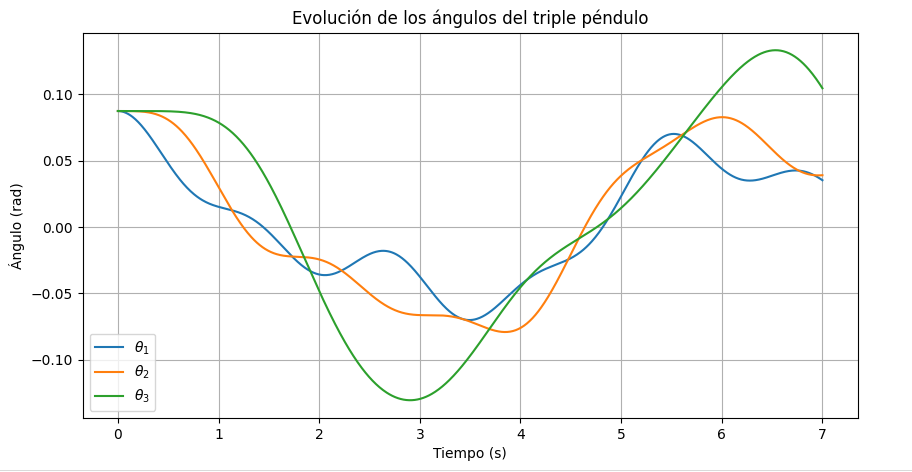 Evolución de los ángulos del triple péndulo
Ángulo (rad)
0.10
0.05
0.00
−0.05
−0.10
θ1
θ2
θ3
0 1 2 3 4 5 6 7
Tiempo (s)